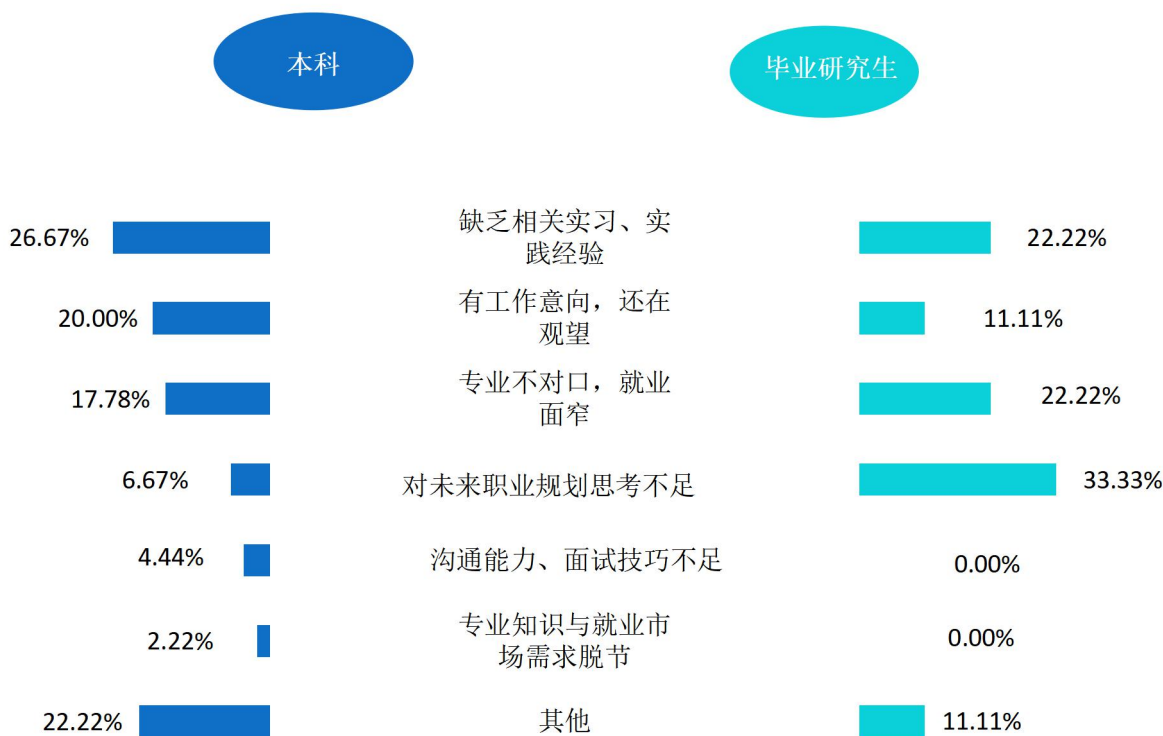 本科
毕业研究生
26.67%
缺乏相关实习、实
践经验
22.22%
20.00%
有工作意向，还在
观望
11.11%
17.78%
专业不对口，就业
面窄
22.22%
6.67%
对未来职业规划思考不足
33.33%
4.44%
沟通能力、面试技巧不足
0.00%
2.22%
专业知识与就业市
场需求脱节
0.00%
22.22%
其他
11.11%